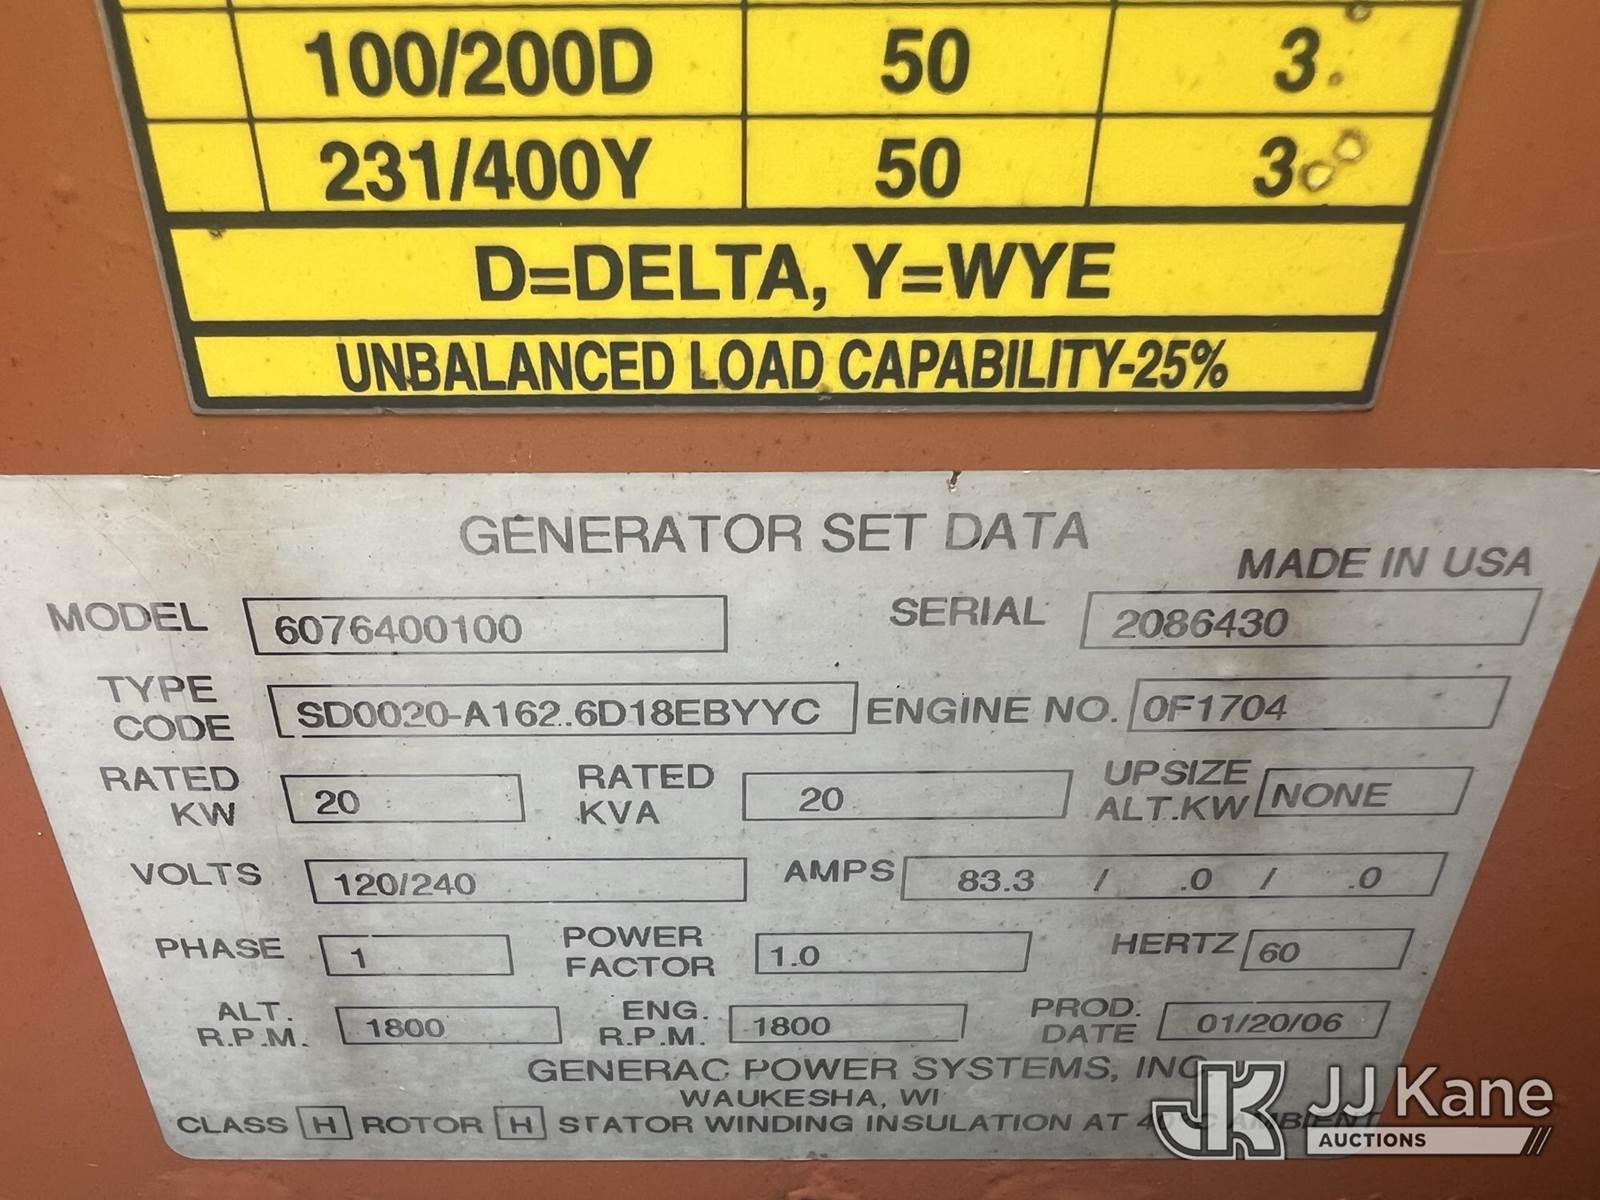 100/200D 50 3
231/400Y 50 3
D=DELTA, Y=WYE
UNBALANCED LOAD CAPABILITY-25%
GENERATOR SET DATA
MADE IN USA
MODEL 6076400100 SERIAL 2086430
TYPE CODE SD0020-A162.6D18EBYYC ENGINE NO. 0F1704
RATED KW 20 RATED KVA 20 UPSIZE ALT.KW NONE
VOLTS 120/240 AMPS 83.3 / .0 / .0
PHASE 1 POWER FACTOR 1.0 HERTZ 60
ALT. R.P.M. 1800 ENG. R.P.M. 1800 PROD. DATE 01/20/06
GENERAC POWER SYSTEMS, INC.
WAUKESHA, WI
CLASS H ROTOR H STATOR WINDING INSULATION AT 40°C AMBIENT
JK JJ Kane
AUCTIONS